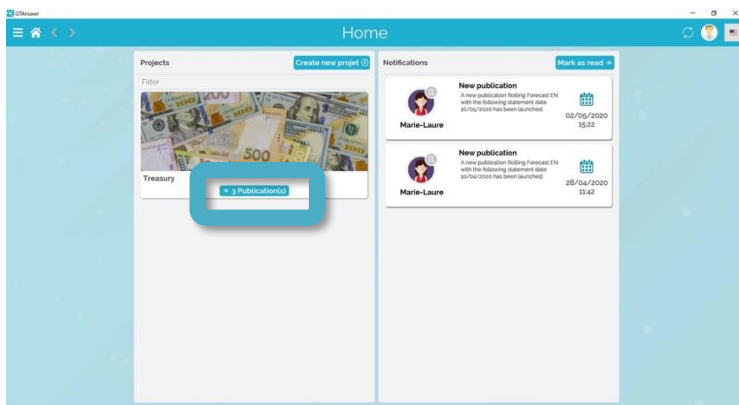 GTAnswer
Home
Projects
Create new projet
Filter
Treasury
+ 3 Publication(s)
Notifications
Mark as read
New publication
A new publication Rolling Forecast EN
with the following statement date
10/05/2020 has been launched.
Marie-Laure
02/05/2020
15:22
New publication
A new publication Rolling Forecast EN
with the following statement date
10/04/2020 has been launched.
Marie-Laure
28/04/2020
11:42